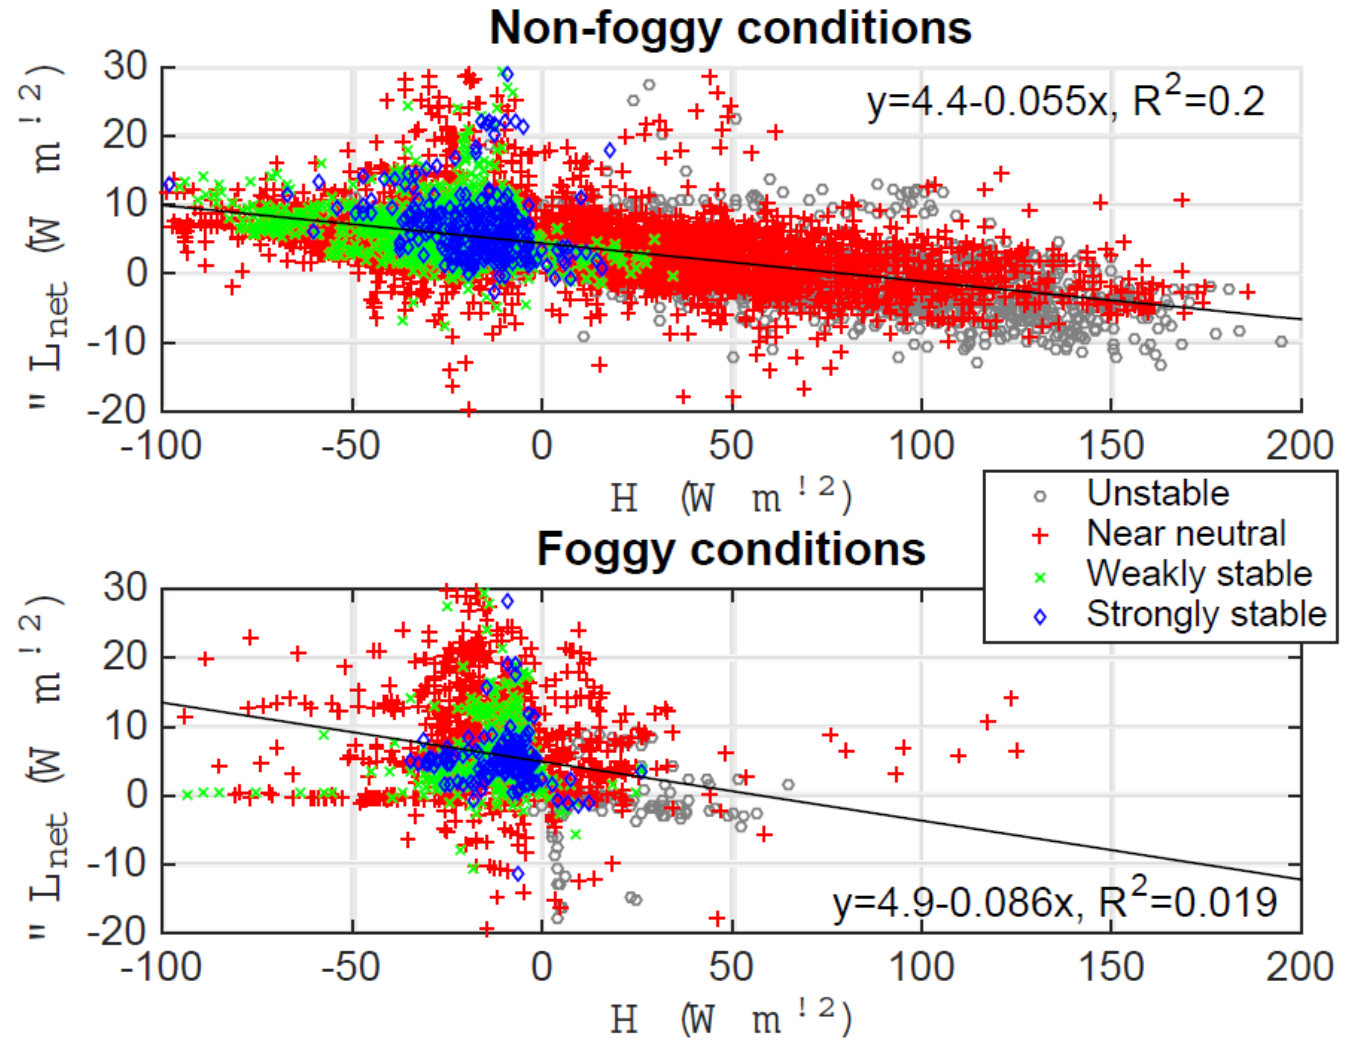 Non-foggy conditions
y=4.4-0.055x, R2=0.2
30
20
10
0
-10
-20
" Lnet (W m!2)
-100 -50 0 50 100 150 200
H (W m!2)
Unstable
Near neutral
Weakly stable
Strongly stable
Foggy conditions
30
20
10
0
-10
-20
" Lnet (W m!2)
y=4.9-0.086x, R2=0.019
-100 -50 0 50 100 150 200
H (W m!2)